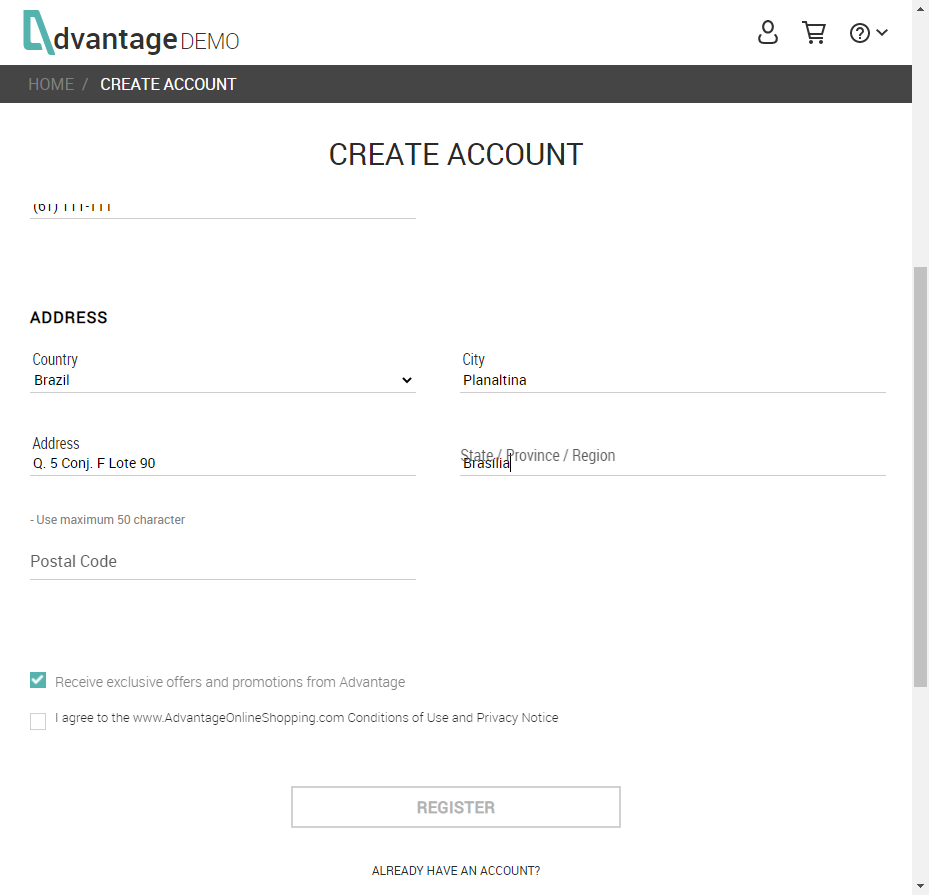 dvantage DEMO
HOME / CREATE ACCOUNT
CREATE ACCOUNT
(61) 111-111
ADDRESS
Country
City
Brazil
Planaltina
Address
State / Province / Region
Q. 5 Conj. F Lote 90
Brasília
- Use maximum 50 character
Postal Code
Receive exclusive offers and promotions from Advantage
I agree to the www.AdvantageOnlineShopping.com Conditions of Use and Privacy Notice
REGISTER
ALREADY HAVE AN ACCOUNT?